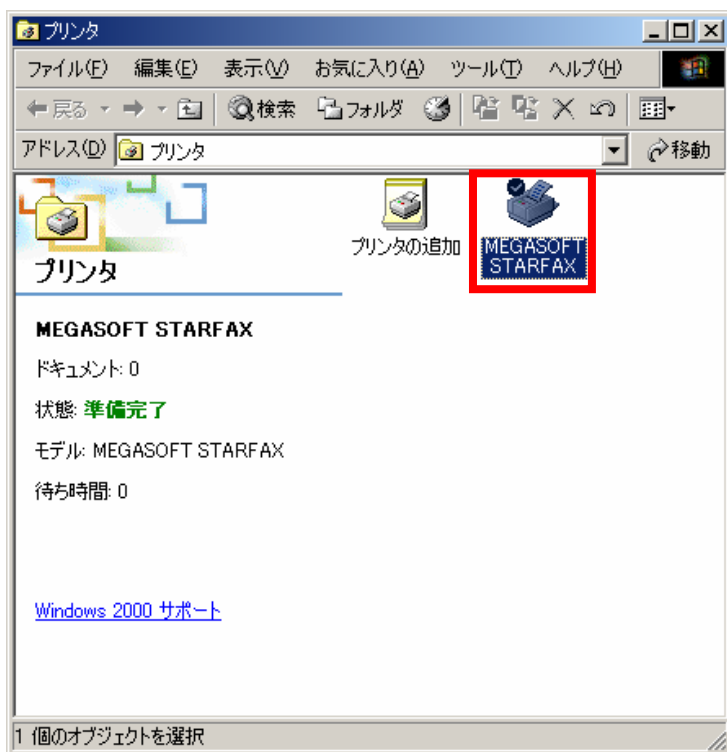 プリンタ
ファイル(F) 編集(E) 表示(V) お気に入り(A) ツール(T) ヘルプ(H)
戻る 検索 フォルダ
アドレス(D) プリンタ 移動
プリンタの追加
MEGASOFT
STARFAX
プリンタ
MEGASOFT STARFAX
ドキュメント: 0
状態: 準備完了
モデル: MEGASOFT STARFAX
待ち時間: 0
Windows 2000 サポート
1 個のオブジェクトを選択